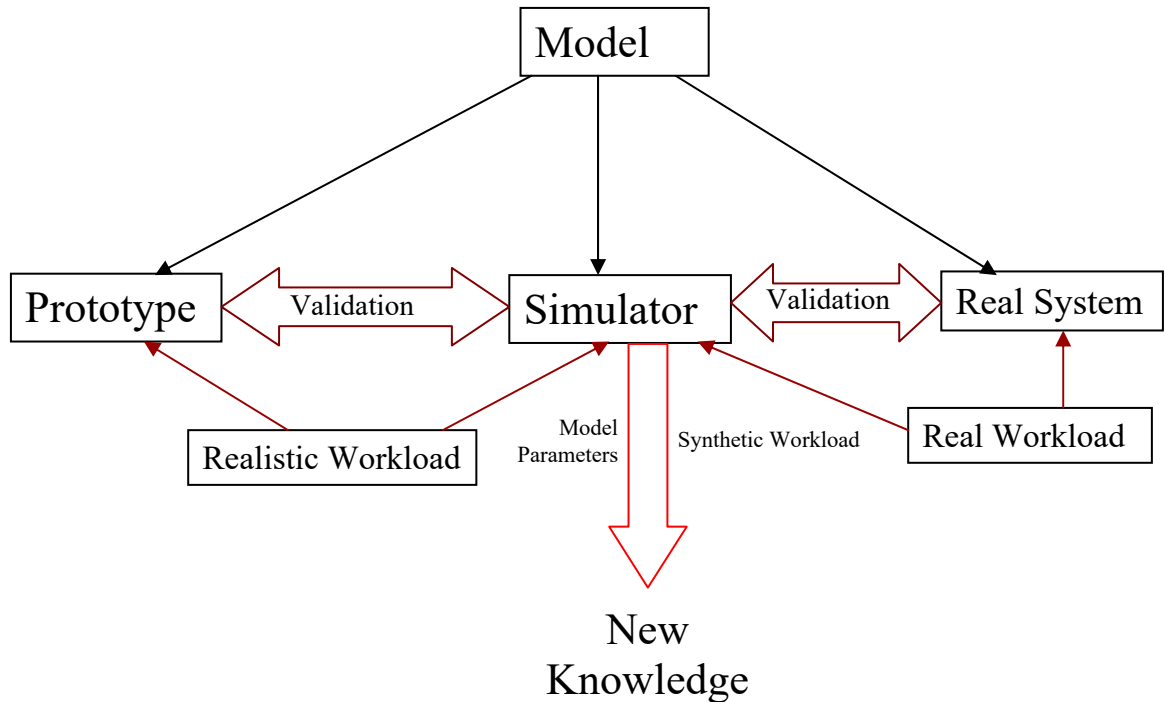 Model
Prototype
Validation
Simulator
Validation
Real System
Realistic Workload
Model
Parameters
Synthetic Workload
Real Workload
New
Knowledge